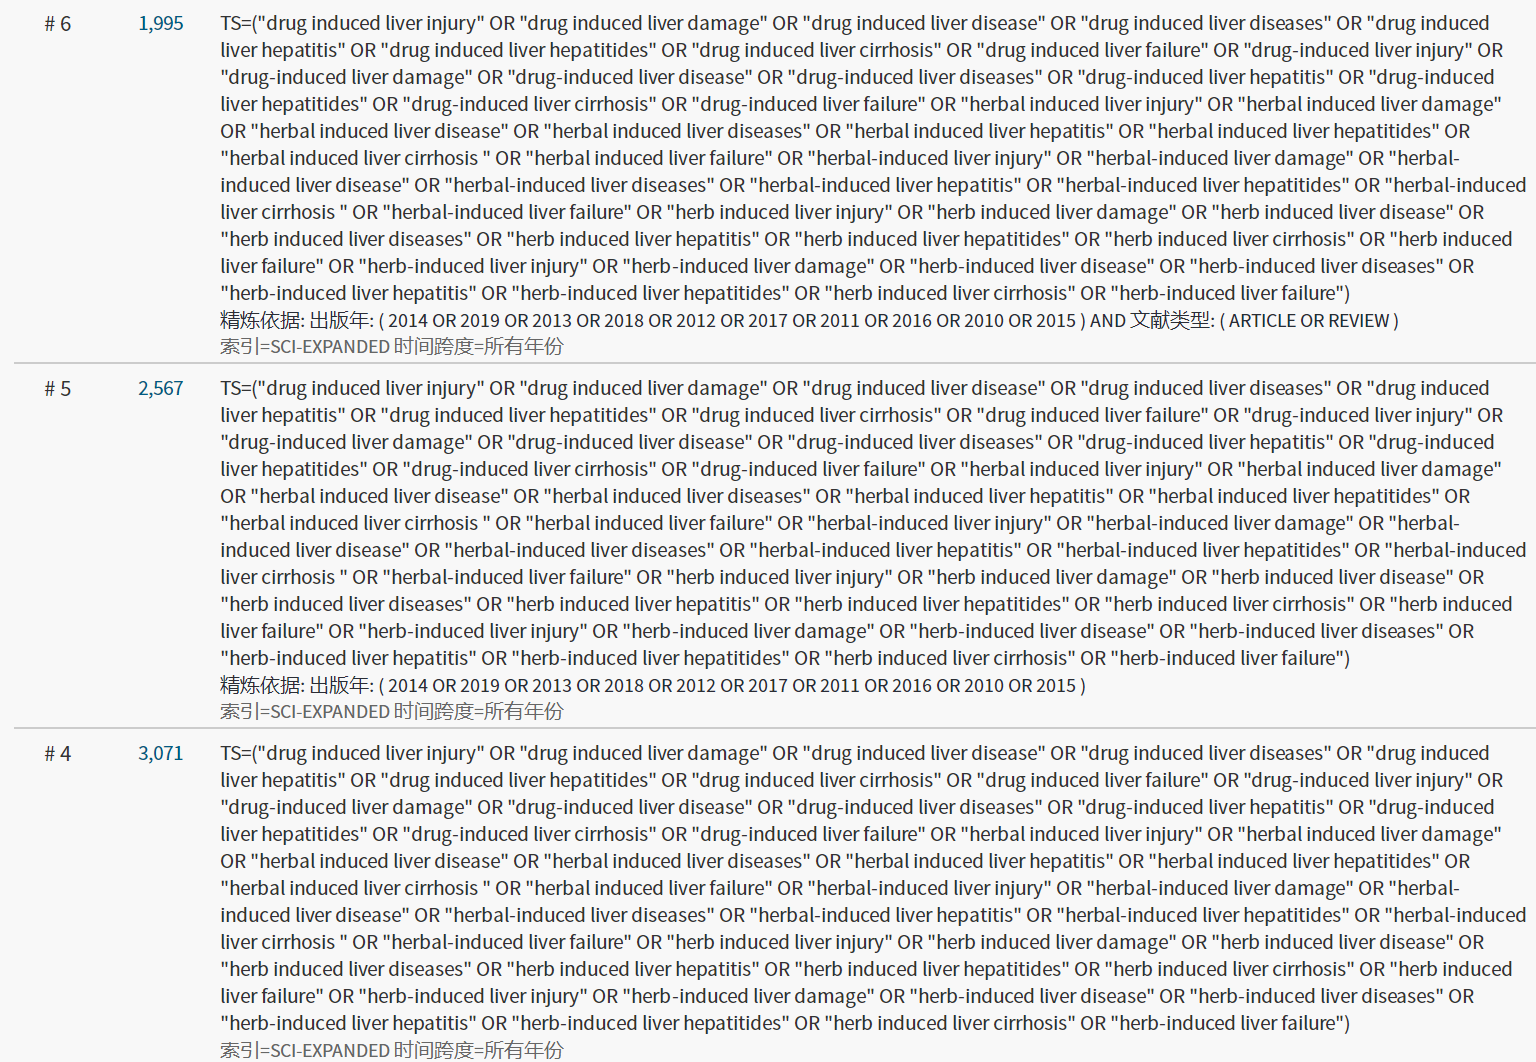 # 6 1,995 TS=("drug induced liver injury" OR "drug induced liver damage" OR "drug induced liver disease" OR "drug induced liver diseases" OR "drug induced
liver hepatitis" OR "drug induced liver hepatitides" OR "drug induced liver cirrhosis" OR "drug induced liver failure" OR "drug-induced liver injury" OR
"drug-induced liver damage" OR "drug-induced liver disease" OR "drug-induced liver diseases" OR "drug-induced liver hepatitis" OR "drug-induced
liver hepatitides" OR "drug-induced liver cirrhosis" OR "drug-induced liver failure" OR "herbal induced liver injury" OR "herbal induced liver damage"
OR "herbal induced liver disease" OR "herbal induced liver diseases" OR "herbal induced liver hepatitis" OR "herbal induced liver hepatitides" OR
"herbal induced liver cirrhosis " OR "herbal induced liver failure" OR "herbal-induced liver injury" OR "herbal-induced liver damage" OR "herbal-
induced liver disease" OR "herbal-induced liver diseases" OR "herbal-induced liver hepatitis" OR "herbal-induced liver hepatitides" OR "herbal-induced
liver cirrhosis " OR "herbal-induced liver failure" OR "herb induced liver injury" OR "herb induced liver damage" OR "herb induced liver disease" OR
"herb induced liver diseases" OR "herb induced liver hepatitis" OR "herb induced liver hepatitides" OR "herb induced liver cirrhosis" OR "herb induced
liver failure" OR "herb-induced liver injury" OR "herb-induced liver damage" OR "herb-induced liver disease" OR "herb-induced liver diseases" OR
"herb-induced liver hepatitis" OR "herb-induced liver hepatitides" OR "herb induced liver cirrhosis" OR "herb-induced liver failure")
精炼依据: 出版年: ( 2014 OR 2019 OR 2013 OR 2018 OR 2012 OR 2017 OR 2011 OR 2016 OR 2010 OR 2015 ) AND 文献类型: ( ARTICLE OR REVIEW )
索引=SCI-EXPANDED 时间跨度=所有年份
# 5 2,567 TS=("drug induced liver injury" OR "drug induced liver damage" OR "drug induced liver disease" OR "drug induced liver diseases" OR "drug induced
liver hepatitis" OR "drug induced liver hepatitides" OR "drug induced liver cirrhosis" OR "drug induced liver failure" OR "drug-induced liver injury" OR
"drug-induced liver damage" OR "drug-induced liver disease" OR "drug-induced liver diseases" OR "drug-induced liver hepatitis" OR "drug-induced
liver hepatitides" OR "drug-induced liver cirrhosis" OR "drug-induced liver failure" OR "herbal induced liver injury" OR "herbal induced liver damage"
OR "herbal induced liver disease" OR "herbal induced liver diseases" OR "herbal induced liver hepatitis" OR "herbal induced liver hepatitides" OR
"herbal induced liver cirrhosis " OR "herbal induced liver failure" OR "herbal-induced liver injury" OR "herbal-induced liver damage" OR "herbal-
induced liver disease" OR "herbal-induced liver diseases" OR "herbal-induced liver hepatitis" OR "herbal-induced liver hepatitides" OR "herbal-induced
liver cirrhosis " OR "herbal-induced liver failure" OR "herb induced liver injury" OR "herb induced liver damage" OR "herb induced liver disease" OR
"herb induced liver diseases" OR "herb induced liver hepatitis" OR "herb induced liver hepatitides" OR "herb induced liver cirrhosis" OR "herb induced
liver failure" OR "herb-induced liver injury" OR "herb-induced liver damage" OR "herb-induced liver disease" OR "herb-induced liver diseases" OR
"herb-induced liver hepatitis" OR "herb-induced liver hepatitides" OR "herb induced liver cirrhosis" OR "herb-induced liver failure")
精炼依据: 出版年: ( 2014 OR 2019 OR 2013 OR 2018 OR 2012 OR 2017 OR 2011 OR 2016 OR 2010 OR 2015 )
索引=SCI-EXPANDED 时间跨度=所有年份
# 4 3,071 TS=("drug induced liver injury" OR "drug induced liver damage" OR "drug induced liver disease" OR "drug induced liver diseases" OR "drug induced
liver hepatitis" OR "drug induced liver hepatitides" OR "drug induced liver cirrhosis" OR "drug induced liver failure" OR "drug-induced liver injury" OR
"drug-induced liver damage" OR "drug-induced liver disease" OR "drug-induced liver diseases" OR "drug-induced liver hepatitis" OR "drug-induced
liver hepatitides" OR "drug-induced liver cirrhosis" OR "drug-induced liver failure" OR "herbal induced liver injury" OR "herbal induced liver damage"
OR "herbal induced liver disease" OR "herbal induced liver diseases" OR "herbal induced liver hepatitis" OR "herbal induced liver hepatitides" OR
"herbal induced liver cirrhosis " OR "herbal induced liver failure" OR "herbal-induced liver injury" OR "herbal-induced liver damage" OR "herbal-
induced liver disease" OR "herbal-induced liver diseases" OR "herbal-induced liver hepatitis" OR "herbal-induced liver hepatitides" OR "herbal-induced
liver cirrhosis " OR "herbal-induced liver failure" OR "herb induced liver injury" OR "herb induced liver damage" OR "herb induced liver disease" OR
"herb induced liver diseases" OR "herb induced liver hepatitis" OR "herb induced liver hepatitides" OR "herb induced liver cirrhosis" OR "herb induced
liver failure" OR "herb-induced liver injury" OR "herb-induced liver damage" OR "herb-induced liver disease" OR "herb-induced liver diseases" OR
"herb-induced liver hepatitis" OR "herb-induced liver hepatitides" OR "herb induced liver cirrhosis" OR "herb-induced liver failure")
索引=SCI-EXPANDED 时间跨度=所有年份